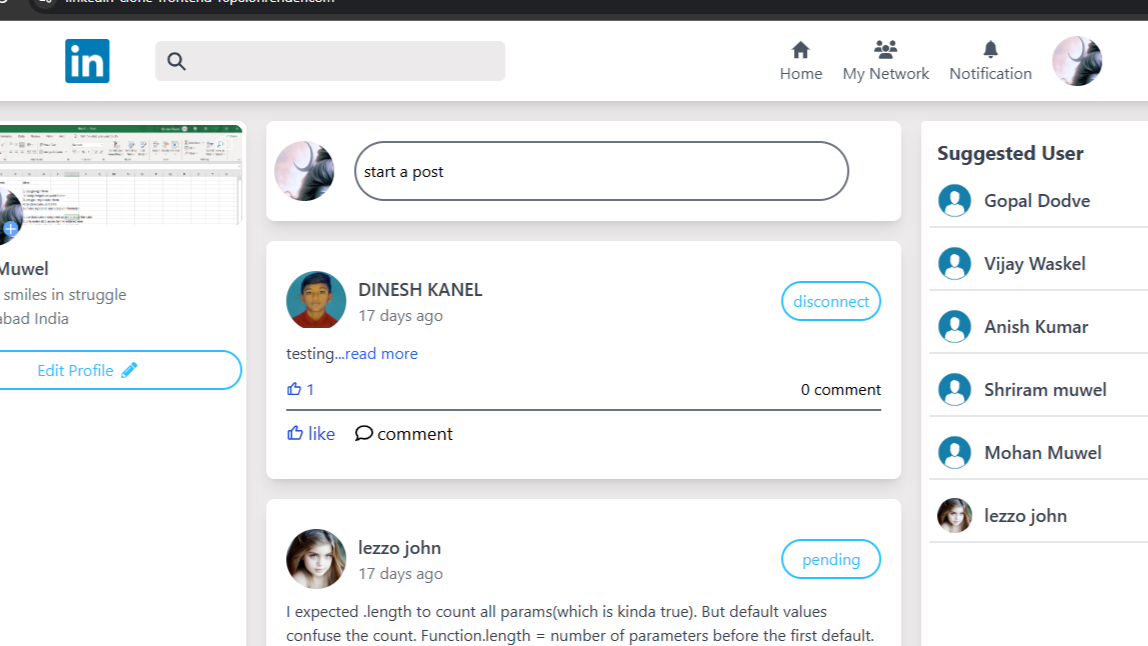 in
Home
My Network
Notification
Muwel
smiles in struggle
abad India
Edit Profile
start a post
DINESH KANEL
17 days ago
disconnect
testing...read more
1
0 comment
like
comment
lezzo john
17 days ago
pending
I expected .length to count all params(which is kinda true). But default values
confuse the count. Function.length = number of parameters before the first default.
Suggested User
Gopal Dodve
Vijay Waskel
Anish Kumar
Shriram muwel
Mohan Muwel
lezzo john